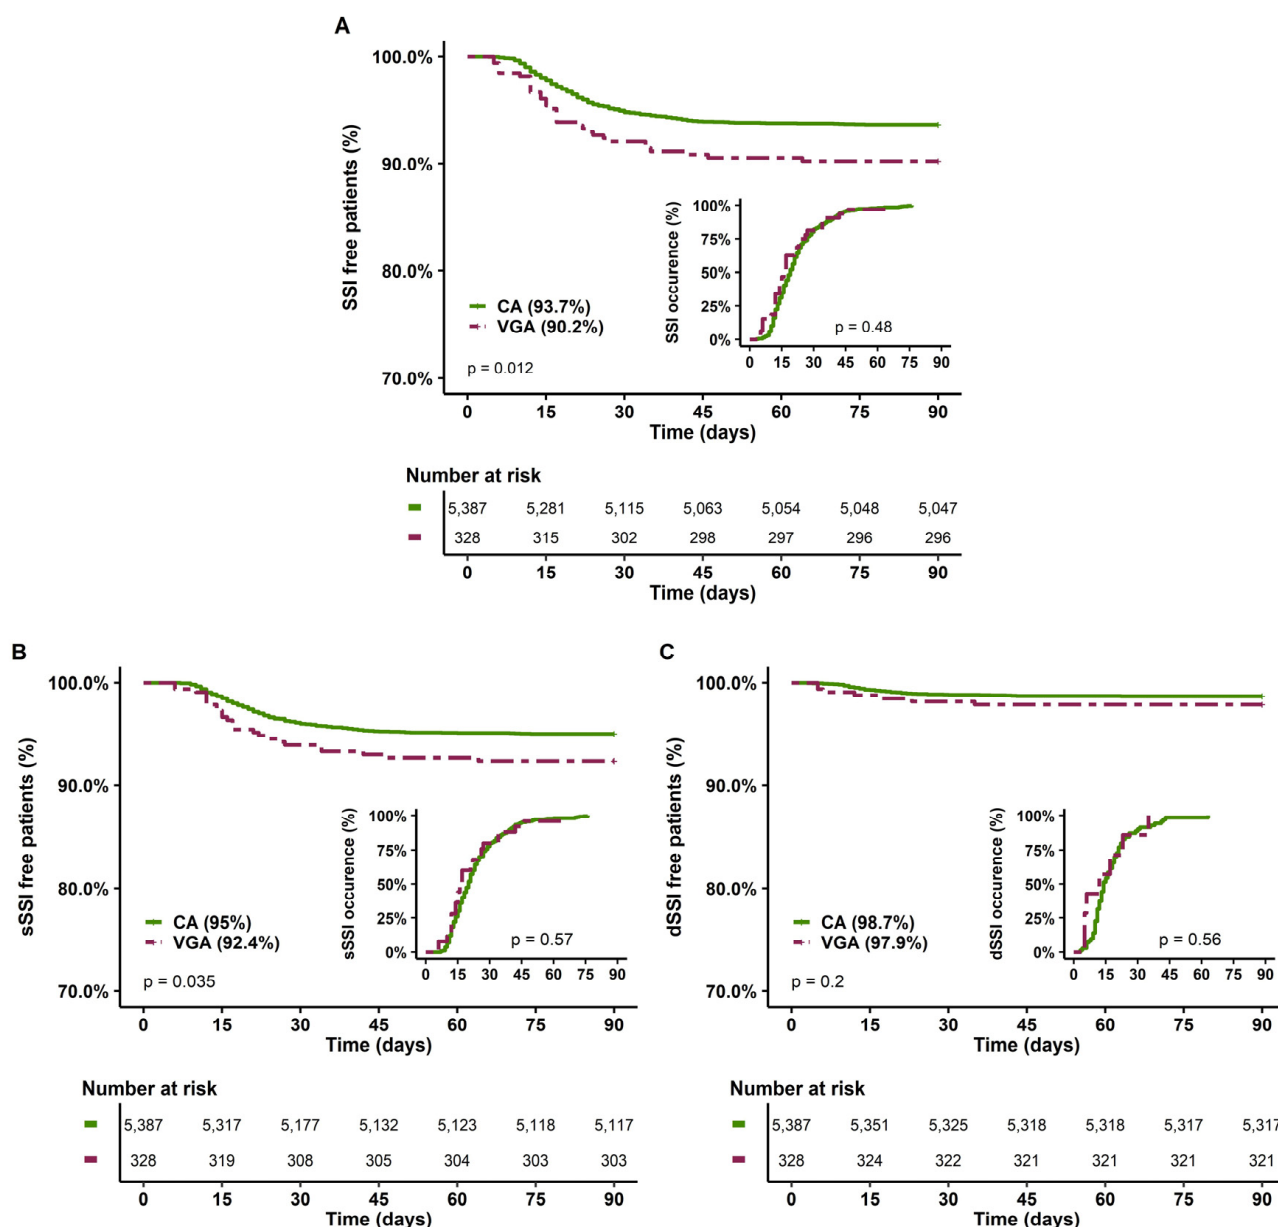 A
100.0%
90.0%
80.0%
70.0%
SSI free patients (%)
CA (93.7%)
VGA (90.2%)
p = 0.012
SSI occurence (%)
100%
75%
50%
25%
0%
p = 0.48
0 15 30 45 60 75 90
0 15 30 45 60 75 90
Time (days)
Number at risk
5,387 5,281 5,115 5,063 5,054 5,048 5,047
328 315 302 298 297 296 296
0 15 30 45 60 75 90
Time (days)
B
100.0%
90.0%
80.0%
70.0%
sSSI free patients (%)
CA (95%)
VGA (92.4%)
p = 0.035
sSSI occurence (%)
100%
75%
50%
25%
0%
p = 0.57
0 15 30 45 60 75 90
0 15 30 45 60 75 90
Time (days)
Number at risk
5,387 5,317 5,177 5,132 5,123 5,118 5,117
328 319 308 305 304 303 303
0 15 30 45 60 75 90
Time (days)
C
100.0%
90.0%
80.0%
70.0%
dSSI free patients (%)
CA (98.7%)
VGA (97.9%)
p = 0.2
dSSI occurence (%)
100%
75%
50%
25%
0%
p = 0.56
0 15 30 45 60 75 90
0 15 30 45 60 75 90
Time (days)
Number at risk
5,387 5,351 5,325 5,318 5,318 5,317 5,317
328 324 322 321 321 321 321
0 15 30 45 60 75 90
Time (days)